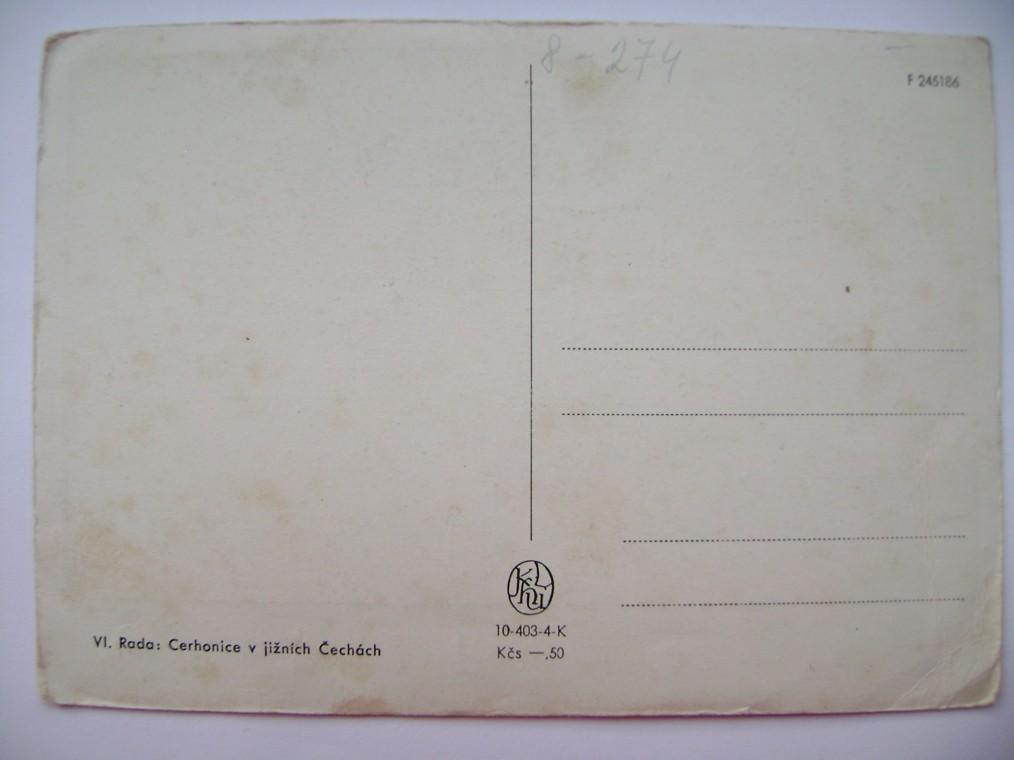 8 - 274
F 245186
10-403-4-K
Kčs —,50
Vl. Rada: Cerhonice v jižních Čechách